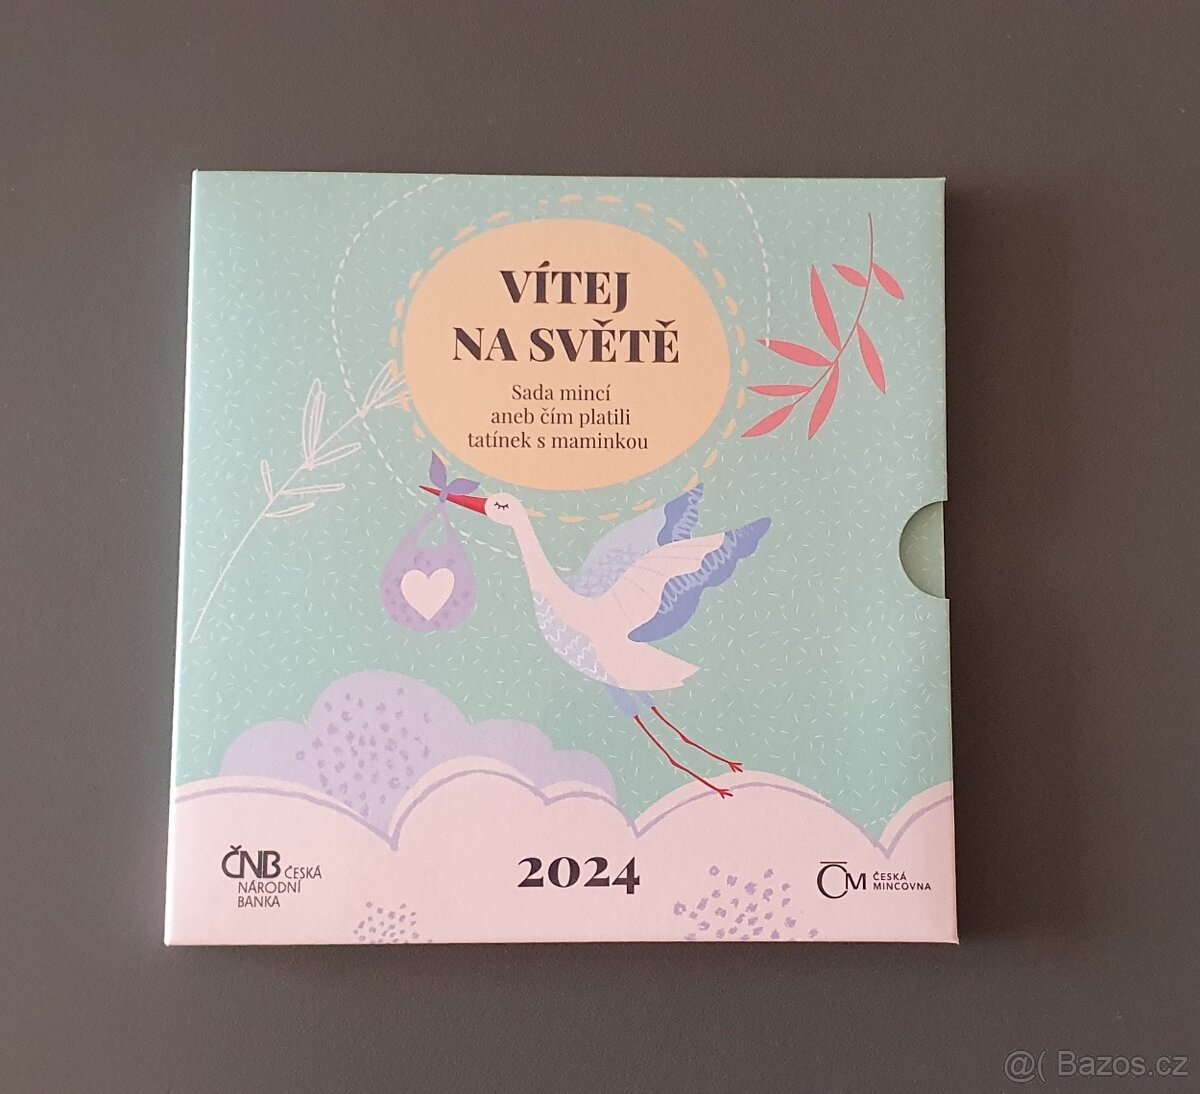 VÍTEJ
NA SVĚTĚ
Sada mincí
aneb čím platili
tatínek s maminkou
ČNB ČESKÁ
NÁRODNÍ
BANKA
2024
ČM ČESKÁ
MINCOVNA
@( Bazos.cz